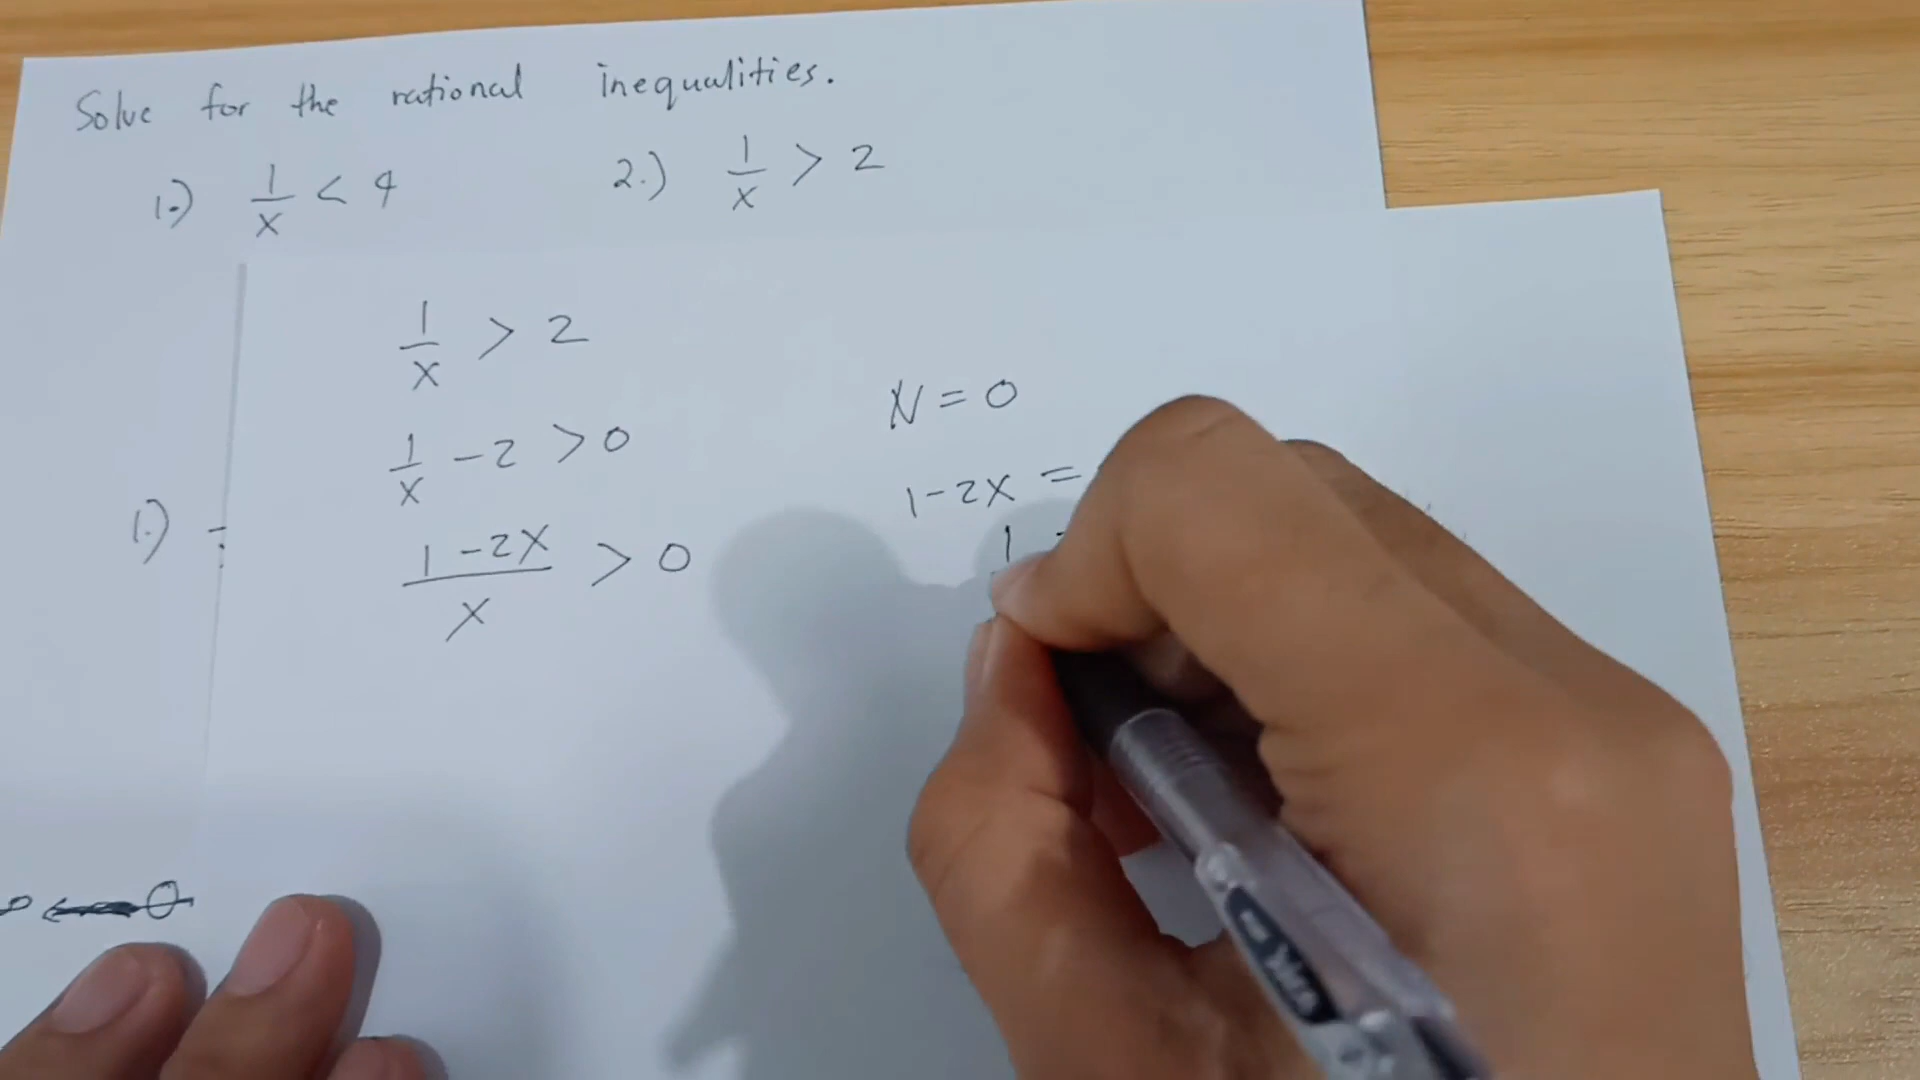 Solve for the rational inequalities.
1.) 1/x < 4 2.) 1/x > 2
1/x > 2
1/x - 2 > 0
1.)
(1 - 2x)/x > 0
N = 0
1 - 2x =
1